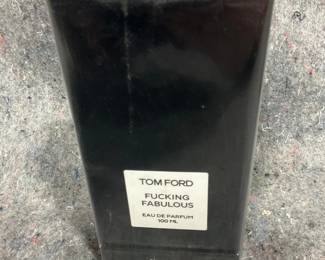 TOM FORD
FUCKING
FABULOUS
EAU DE PARFUM
100 ML